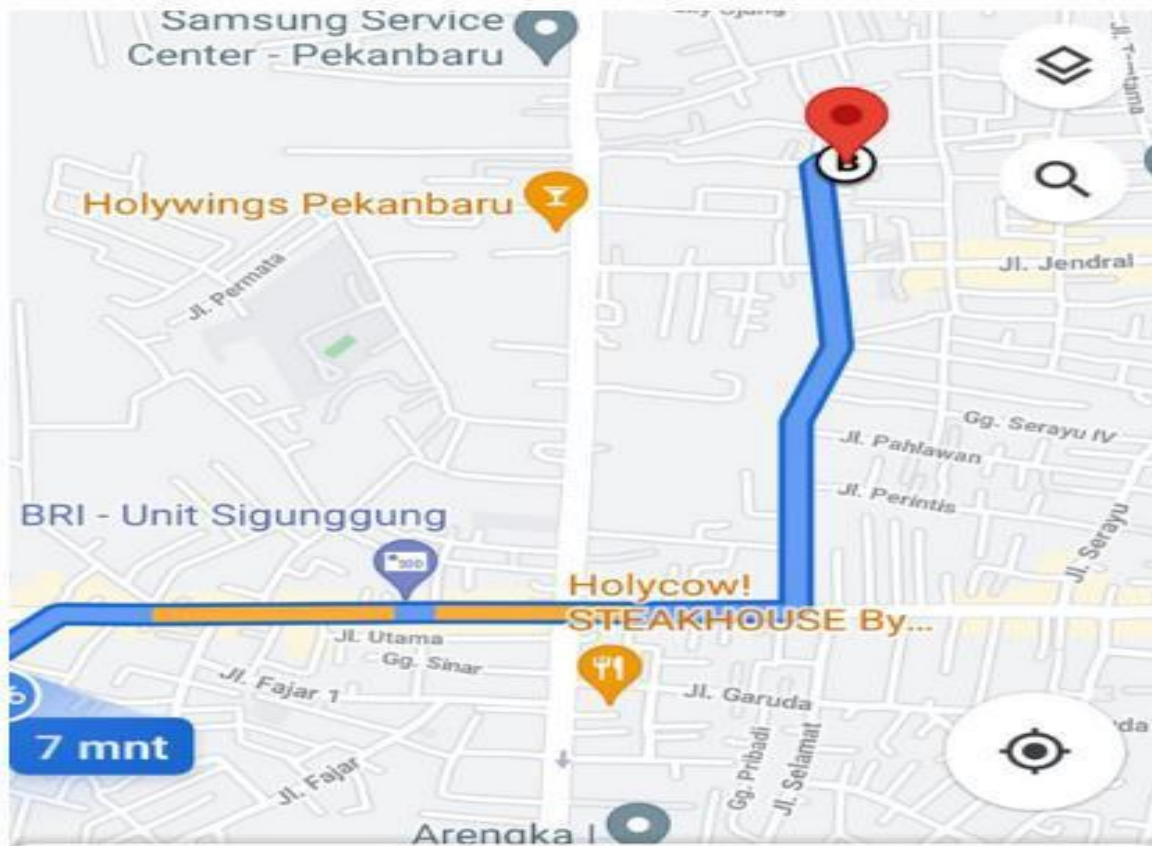 Samsung Service
Center - Pekanbaru
Holywings Pekanbaru
Jl. Permata
Jl. Jendral
Gg. Serayu IV
Jl. Pahlawan
Jl. Perintis
Jl. Serayu
BRI - Unit Sigunggung
Holycow!
STEAKHOUSE By...
Jl. Utama
Gg. Sinar
Jl. Fajar 1
Jl. Garuda
7 mnt
Jl. Fajar
Gg. Pribadi
Jl. Selamat
Arengka I
B